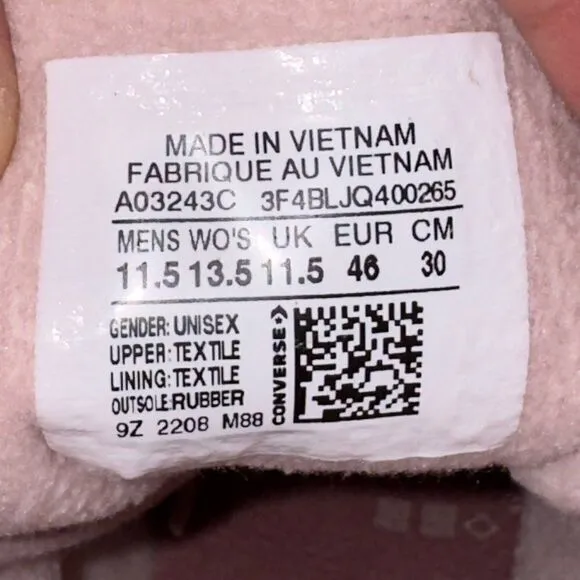 MADE IN VIETNAM
FABRIQUE AU VIETNAM
A03243C 3F4BLJQ400265
MENS WO'S UK EUR CM
11.5 13.5 11.5 46 30
GENDER: UNISEX
UPPER: TEXTILE
LINING: TEXTILE
OUTSOLE: RUBBER
9Z 2208 M88
CONVERSE